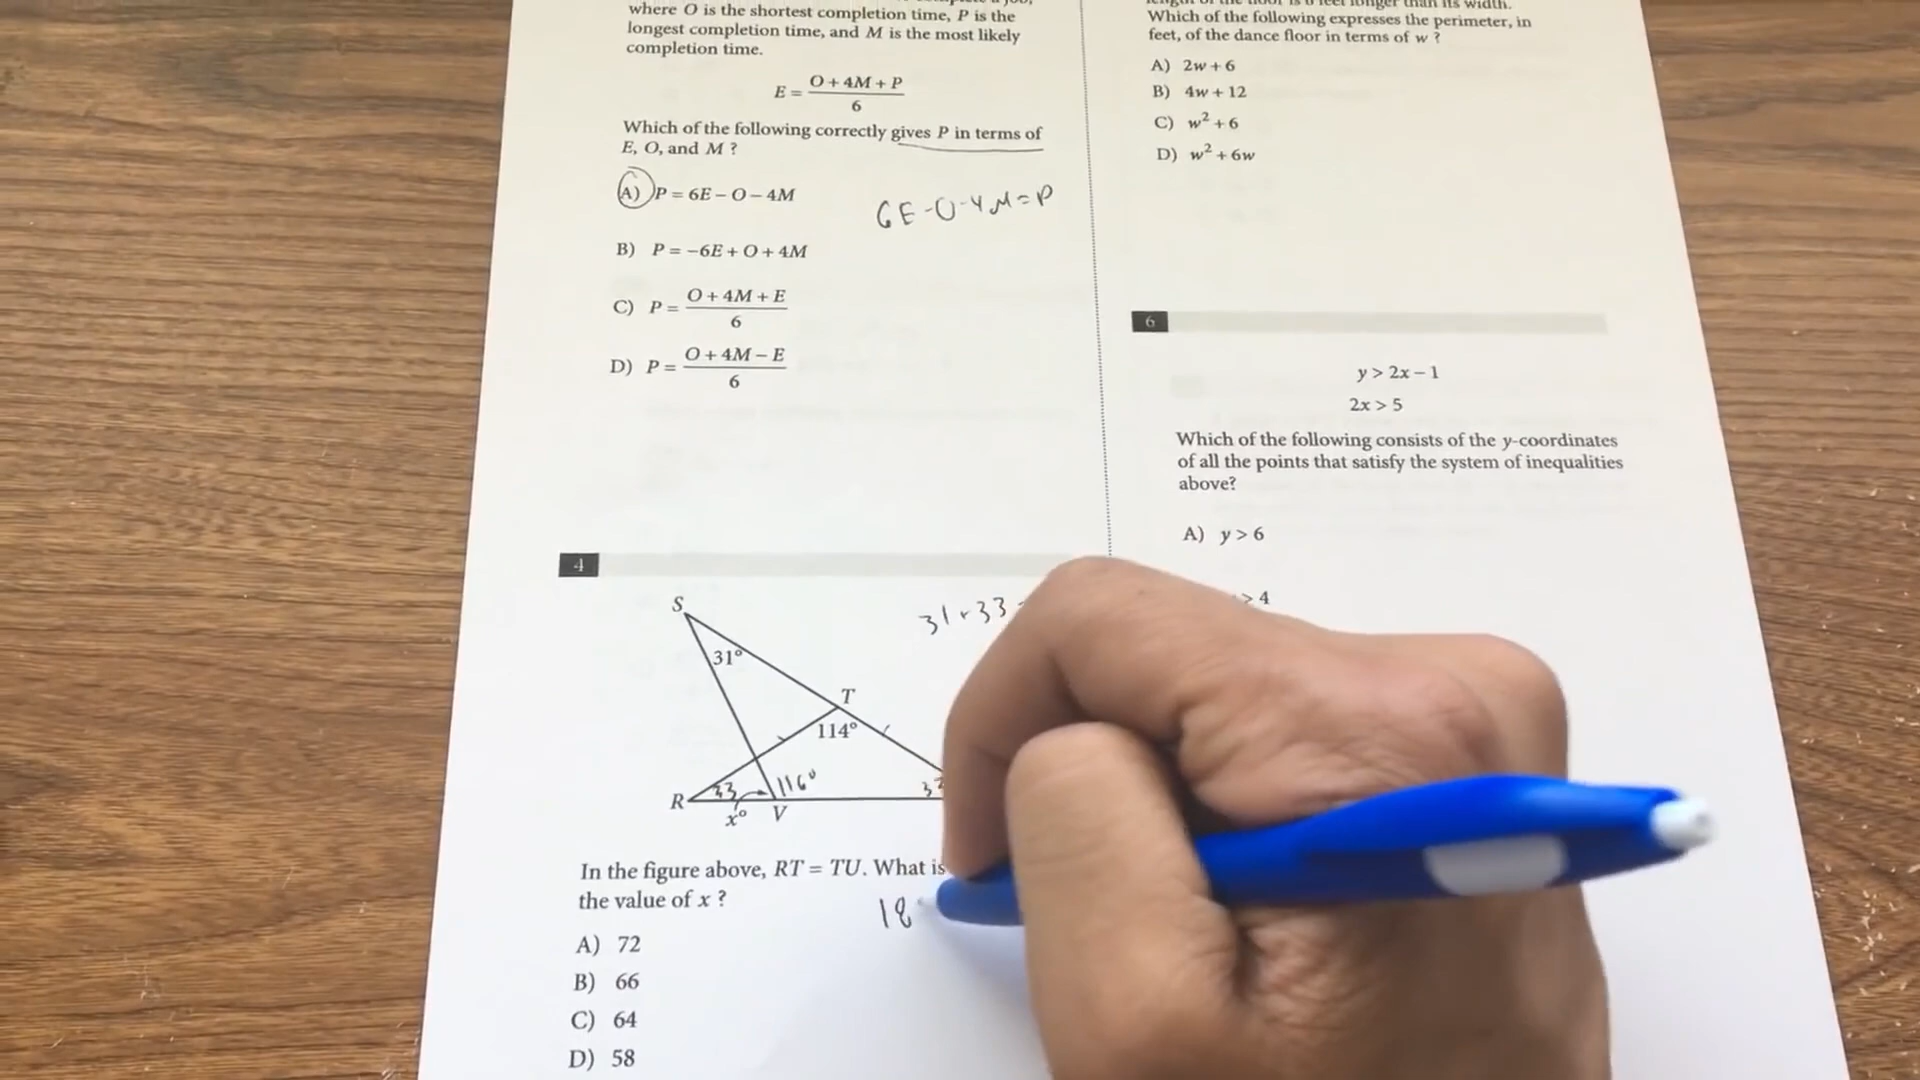 where O is the shortest completion time, P is the
longest completion time, and M is the most likely
completion time.
E = O + 4M + P
6
Which of the following correctly gives P in terms of
E, O, and M ?
A) P = 6E − O − 4M
6E-O-4M=P
B) P = −6E + O + 4M
C) P = O + 4M + E
6
D) P = O + 4M − E
6
4
S
31+33
31°
T
114°
33
116°
R
x°
V
In the figure above, RT = TU. What is
the value of x ?
18
A) 72
B) 66
C) 64
D) 58
than its width.
Which of the following expresses the perimeter, in
feet, of the dance floor in terms of w ?
A) 2w + 6
B) 4w + 12
C) w² + 6
D) w² + 6w
6
y > 2x − 1
2x > 5
Which of the following consists of the y-coordinates
of all the points that satisfy the system of inequalities
above?
A) y > 6
> 4